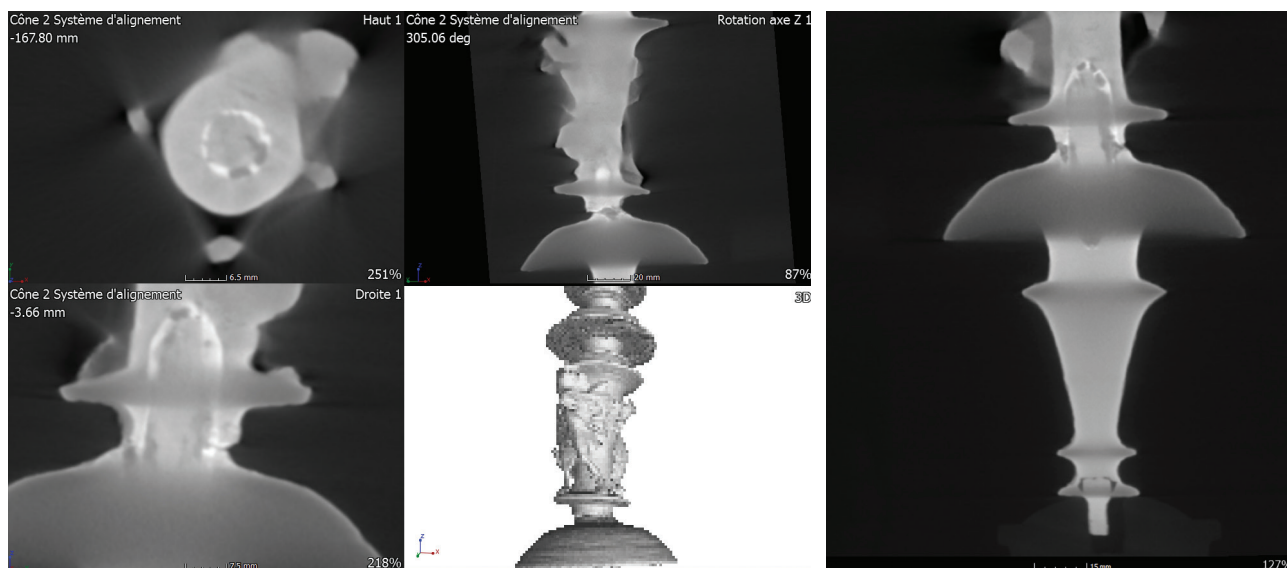 Cône 2 Système d'alignement
Haut 1
-167.80 mm
6.5 mm
251%
Cône 2 Système d'alignement
Rotation axe Z 1
305.06 deg
20 mm
87%
Cône 2 Système d'alignement
Droite 1
-3.66 mm
7.5 mm
218%
3D
15 mm
127%